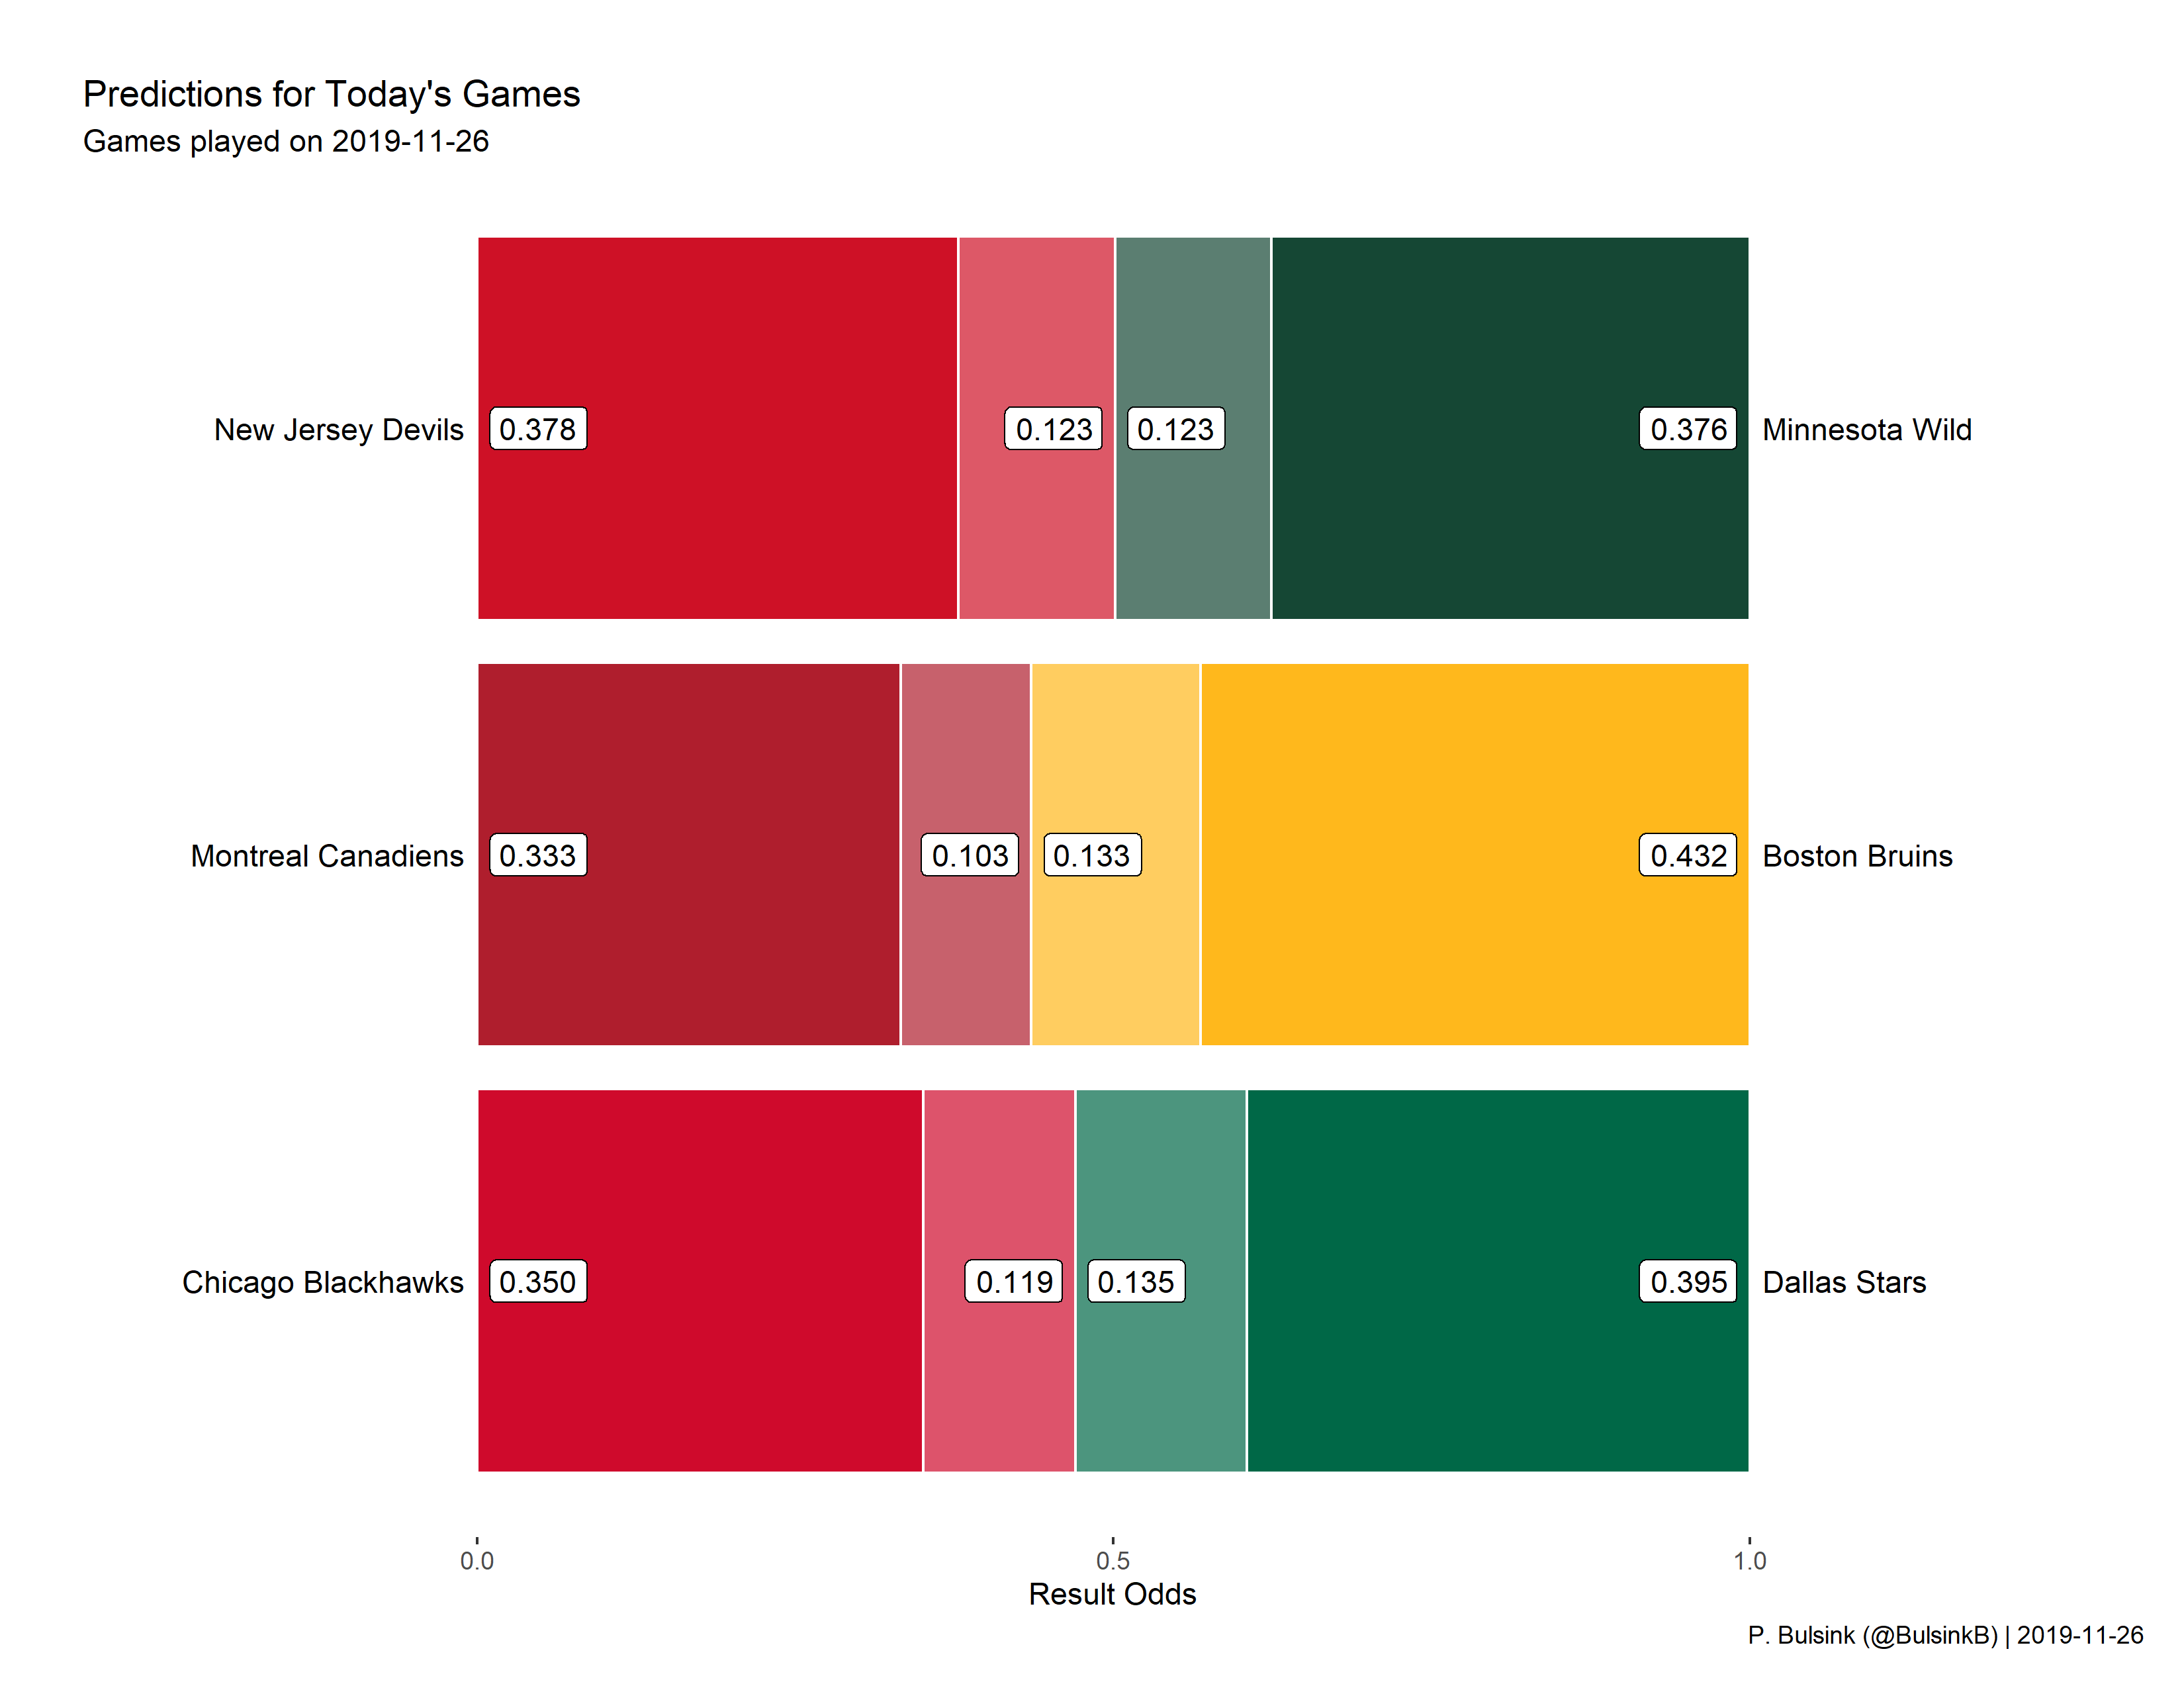 Predictions for Today's Games
Games played on 2019-11-26
New Jersey Devils 0.378 0.123 0.123 0.376 Minnesota Wild
Montreal Canadiens 0.333 0.103 0.133 0.432 Boston Bruins
Chicago Blackhawks 0.350 0.119 0.135 0.395 Dallas Stars
0.0 0.5 1.0
Result Odds
P. Bulsink (@BulsinkB) | 2019-11-26